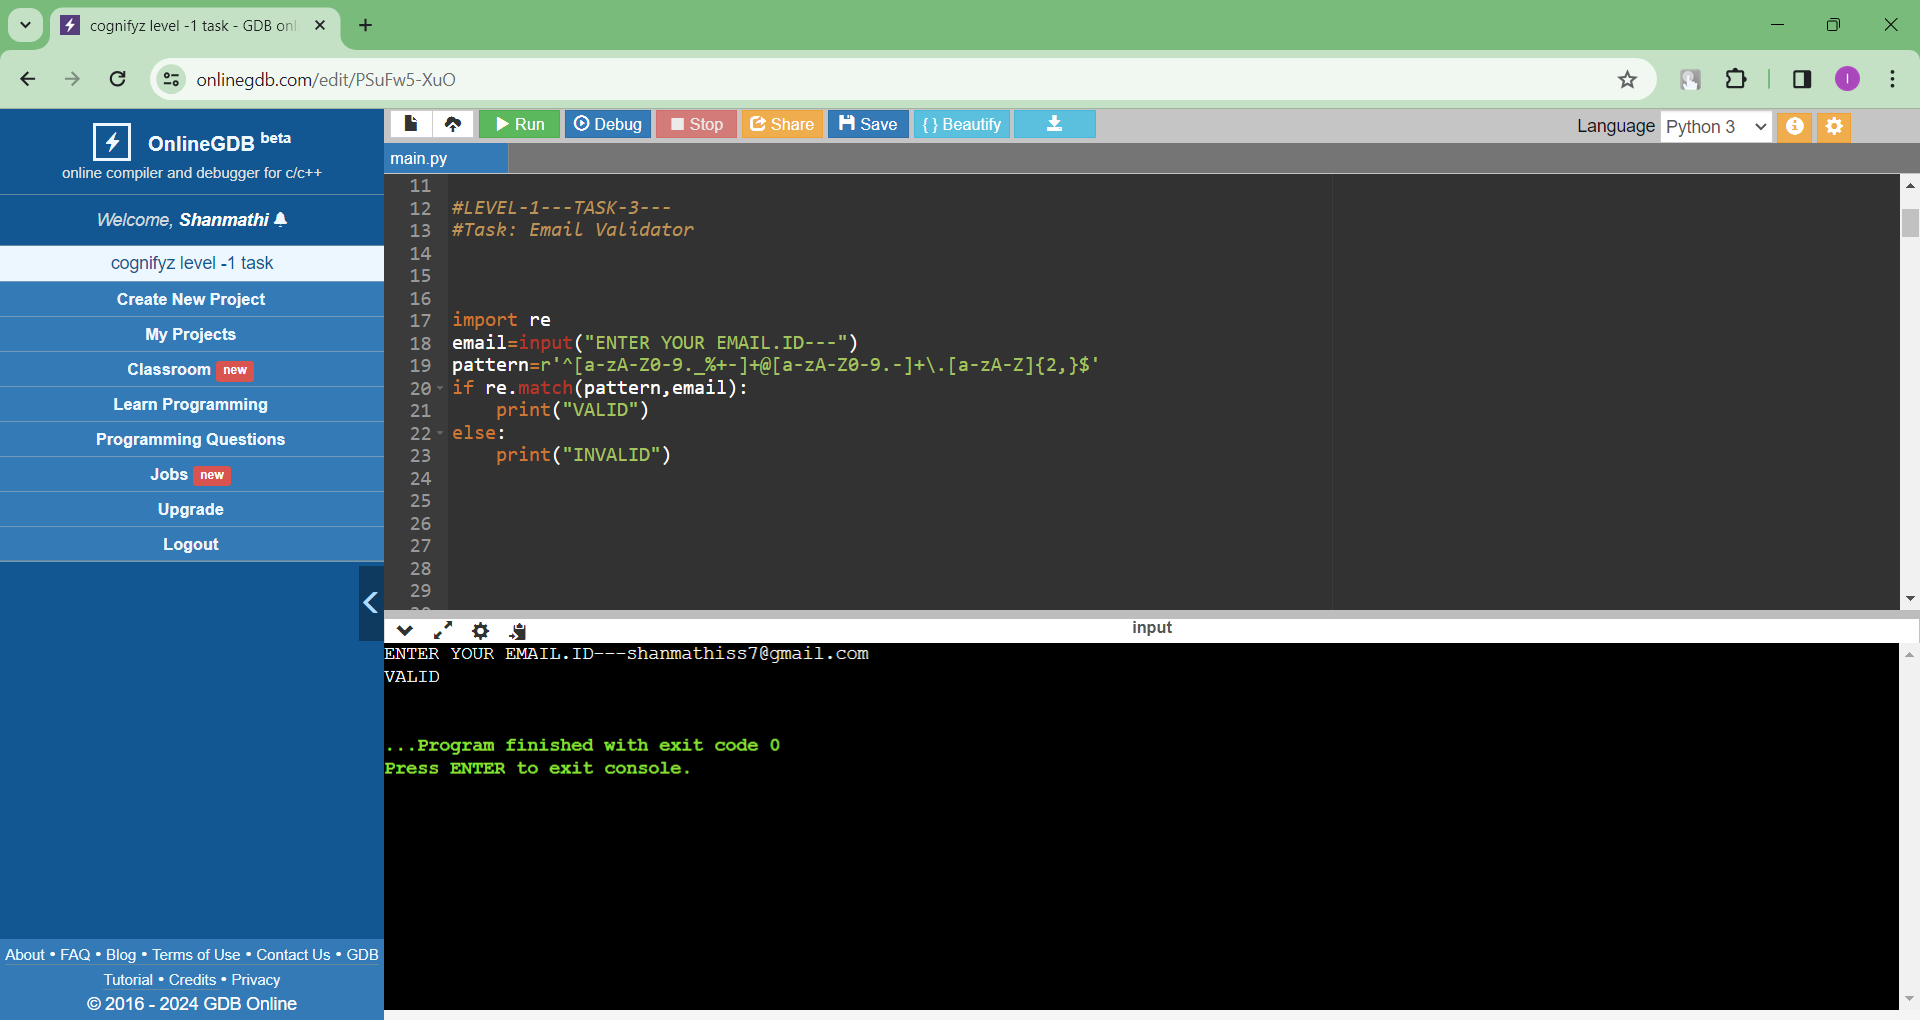 cognifyz level -1 task - GDB onl
onlinegdb.com/edit/PSuFw5-XuO
I
OnlineGDB beta
online compiler and debugger for c/c++
Welcome, Shanmathi
cognifyz level -1 task
Create New Project
My Projects
Classroom new
Learn Programming
Programming Questions
Jobs new
Upgrade
Logout
About • FAQ • Blog • Terms of Use • Contact Us • GDB
Tutorial • Credits • Privacy
© 2016 - 2024 GDB Online
Run Debug Stop Share Save { } Beautify
Language Python 3
main.py
11
12 #LEVEL-1---TASK-3---
13 #Task: Email Validator
14
15
16
17 import re
18 email=input("ENTER YOUR EMAIL.ID---")
19 pattern=r'^[a-zA-Z0-9._%+-]+@[a-zA-Z0-9.-]+\.[a-zA-Z]{2,}$'
20 if re.match(pattern,email):
21     print("VALID")
22 else:
23     print("INVALID")
24
25
26
27
28
29
input
ENTER YOUR EMAIL.ID---shanmathiss7@gmail.com
VALID
...Program finished with exit code 0
Press ENTER to exit console.